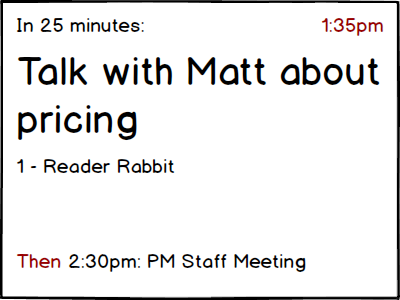 In 25 minutes: 1:35pm
Talk with Matt about
pricing
1 - Reader Rabbit
Then 2:30pm: PM Staff Meeting